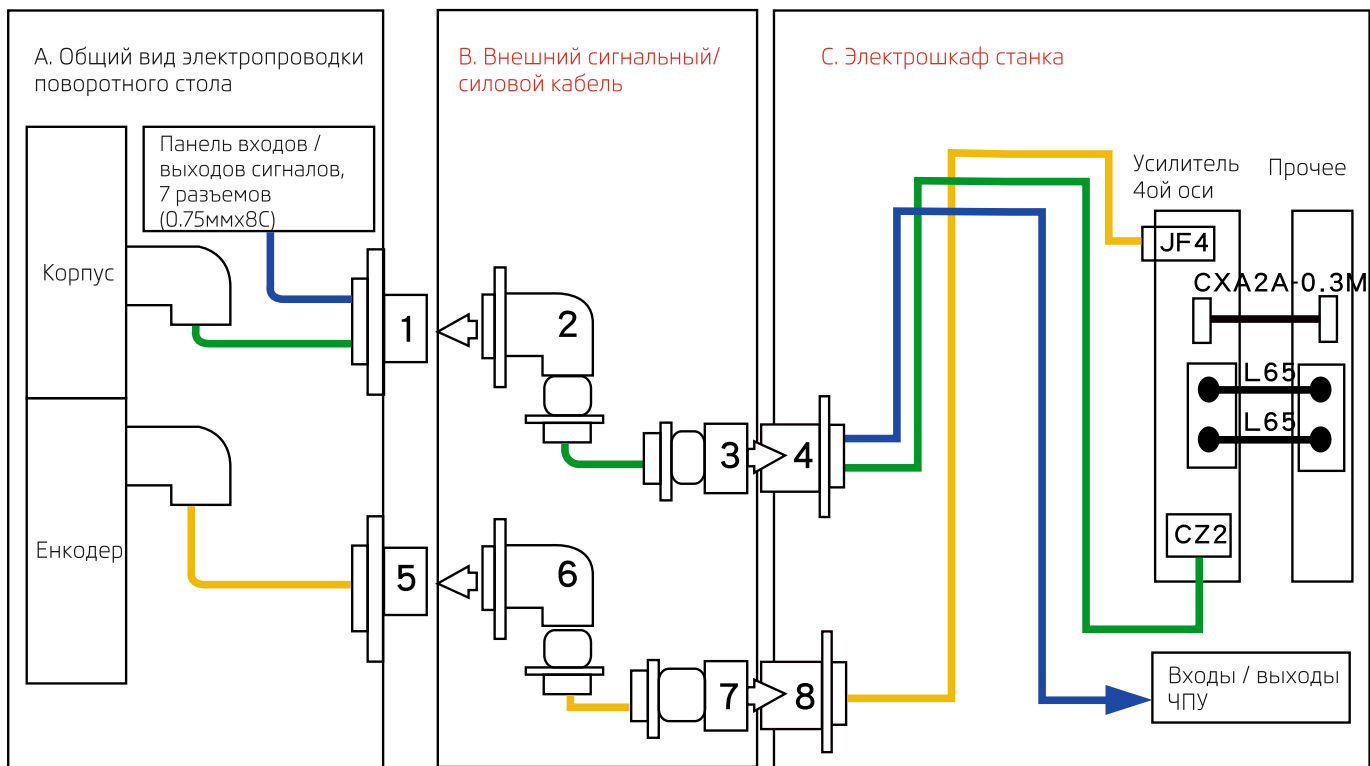 А. Общий вид электропроводки
поворотного стола
Панель входов /
выходов сигналов,
7 разъемов
(0.75ммx8C)
Корпус
Енкодер
1
5
В. Внешний сигнальный/
силовой кабель
2
3
6
7
С. Электрошкаф станка
4
8
Усилитель
4ой оси
Прочее
JF4
CXA2A-0.3M
L65
L65
CZ2
Входы / выходы
ЧПУ